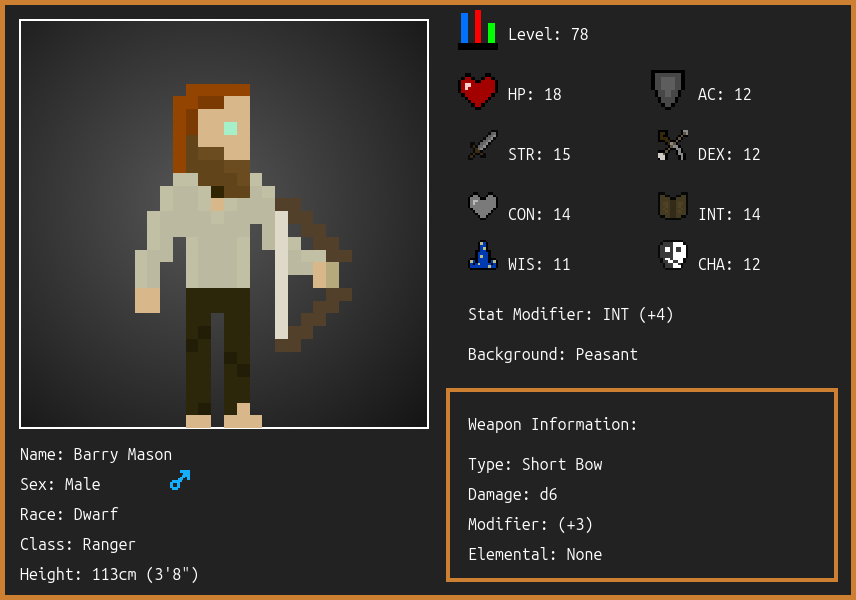 Level: 78
HP: 18
AC: 12
STR: 15
DEX: 12
CON: 14
INT: 14
WIS: 11
CHA: 12
Stat Modifier: INT (+4)
Background: Peasant
Weapon Information:
Type: Short Bow
Damage: d6
Modifier: (+3)
Elemental: None
Name: Barry Mason
Sex: Male
Race: Dwarf
Class: Ranger
Height: 113cm (3'8")